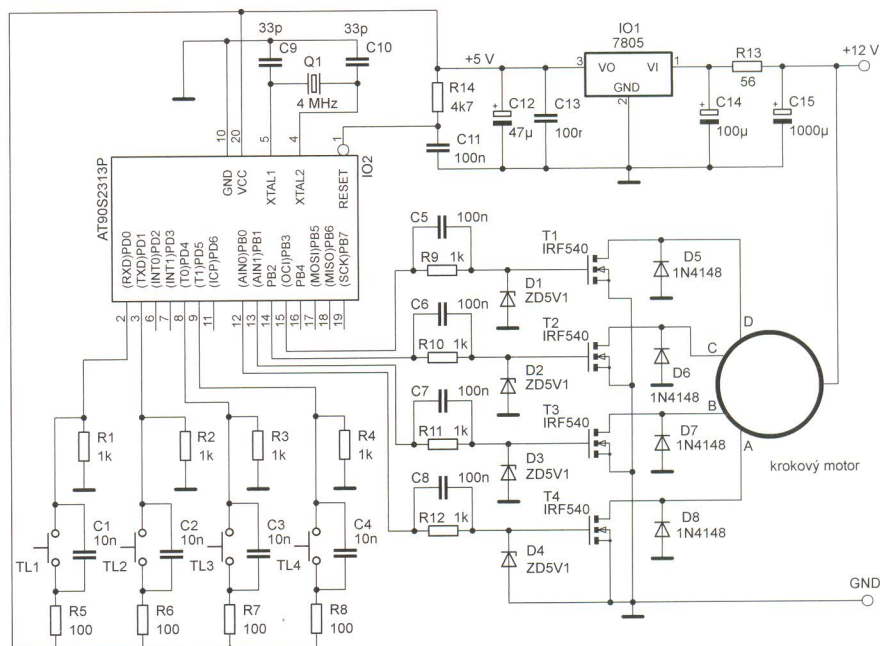 33p
33p
C9
C10
Q1
4 MHz
+5 V
IO1
7805
3
VO
VI
1
GND
2
R13
56
+12 V
R14
4k7
C12
47µ
C13
C14
100µ
C15
1000µ
C11
100n
10
20
5
4
1
IO2
AT90S2313P
GND
VCC
XTAL1
XTAL2
RESET
(RXD)PD0
(TXD)PD1
(INT0)PD2
(INT1)PD3
(T0)PD4
(T1)PD5
(ICP)PD6
(AIN0)PB0
(AIN1)PB1
PB2
(OCI)PB3
PB4
(MOSI)PB5
(MISO)PB6
(SCK)PB7
2
3
6
7
8
9
11
12
13
14
15
16
17
18
19
C5
100n
R9 1k
D1
ZD5V1
T1
IRF540
D5
1N4148
D
C6
100n
R10 1k
D2
ZD5V1
T2
IRF540
C
D6
1N4148
C7
100n
R11 1k
D3
ZD5V1
T3
IRF540
B
D7
1N4148
A
krokový motor
C8
100n
R12 1k
D4
ZD5V1
T4
IRF540
D8
1N4148
GND
R1
1k
R2
1k
R3
1k
R4
1k
C1
10n
C2
10n
C3
10n
C4
10n
TL1
TL2
TL3
TL4
R5
100
R6
100
R7
100
R8
100